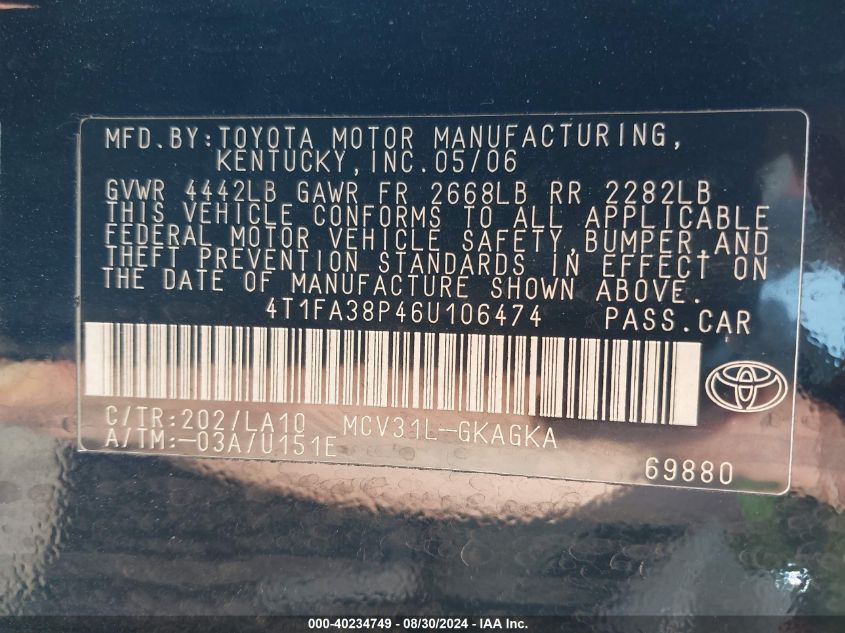 MFD.BY:TOYOTA MOTOR MANUFACTURING,
KENTUCKY,INC.05/06
GVWR 4442LB GAWR FR 2668LB RR 2282LB
THIS VEHICLE CONFORMS TO ALL APPLICABLE
FEDERAL MOTOR VEHICLE SAFETY,BUMPER,AND
THEFT PREVENTION STANDARDS IN EFFECT ON
THE DATE OF MANUFACTURE SHOWN ABOVE.
4T1FA38P46U106474 PASS.CAR
C/TR:202/LA10 MCV31L-GKAGKA
A/TM:-03A/U151E
69880
000-40234749 - 08/30/2024 - IAA Inc.